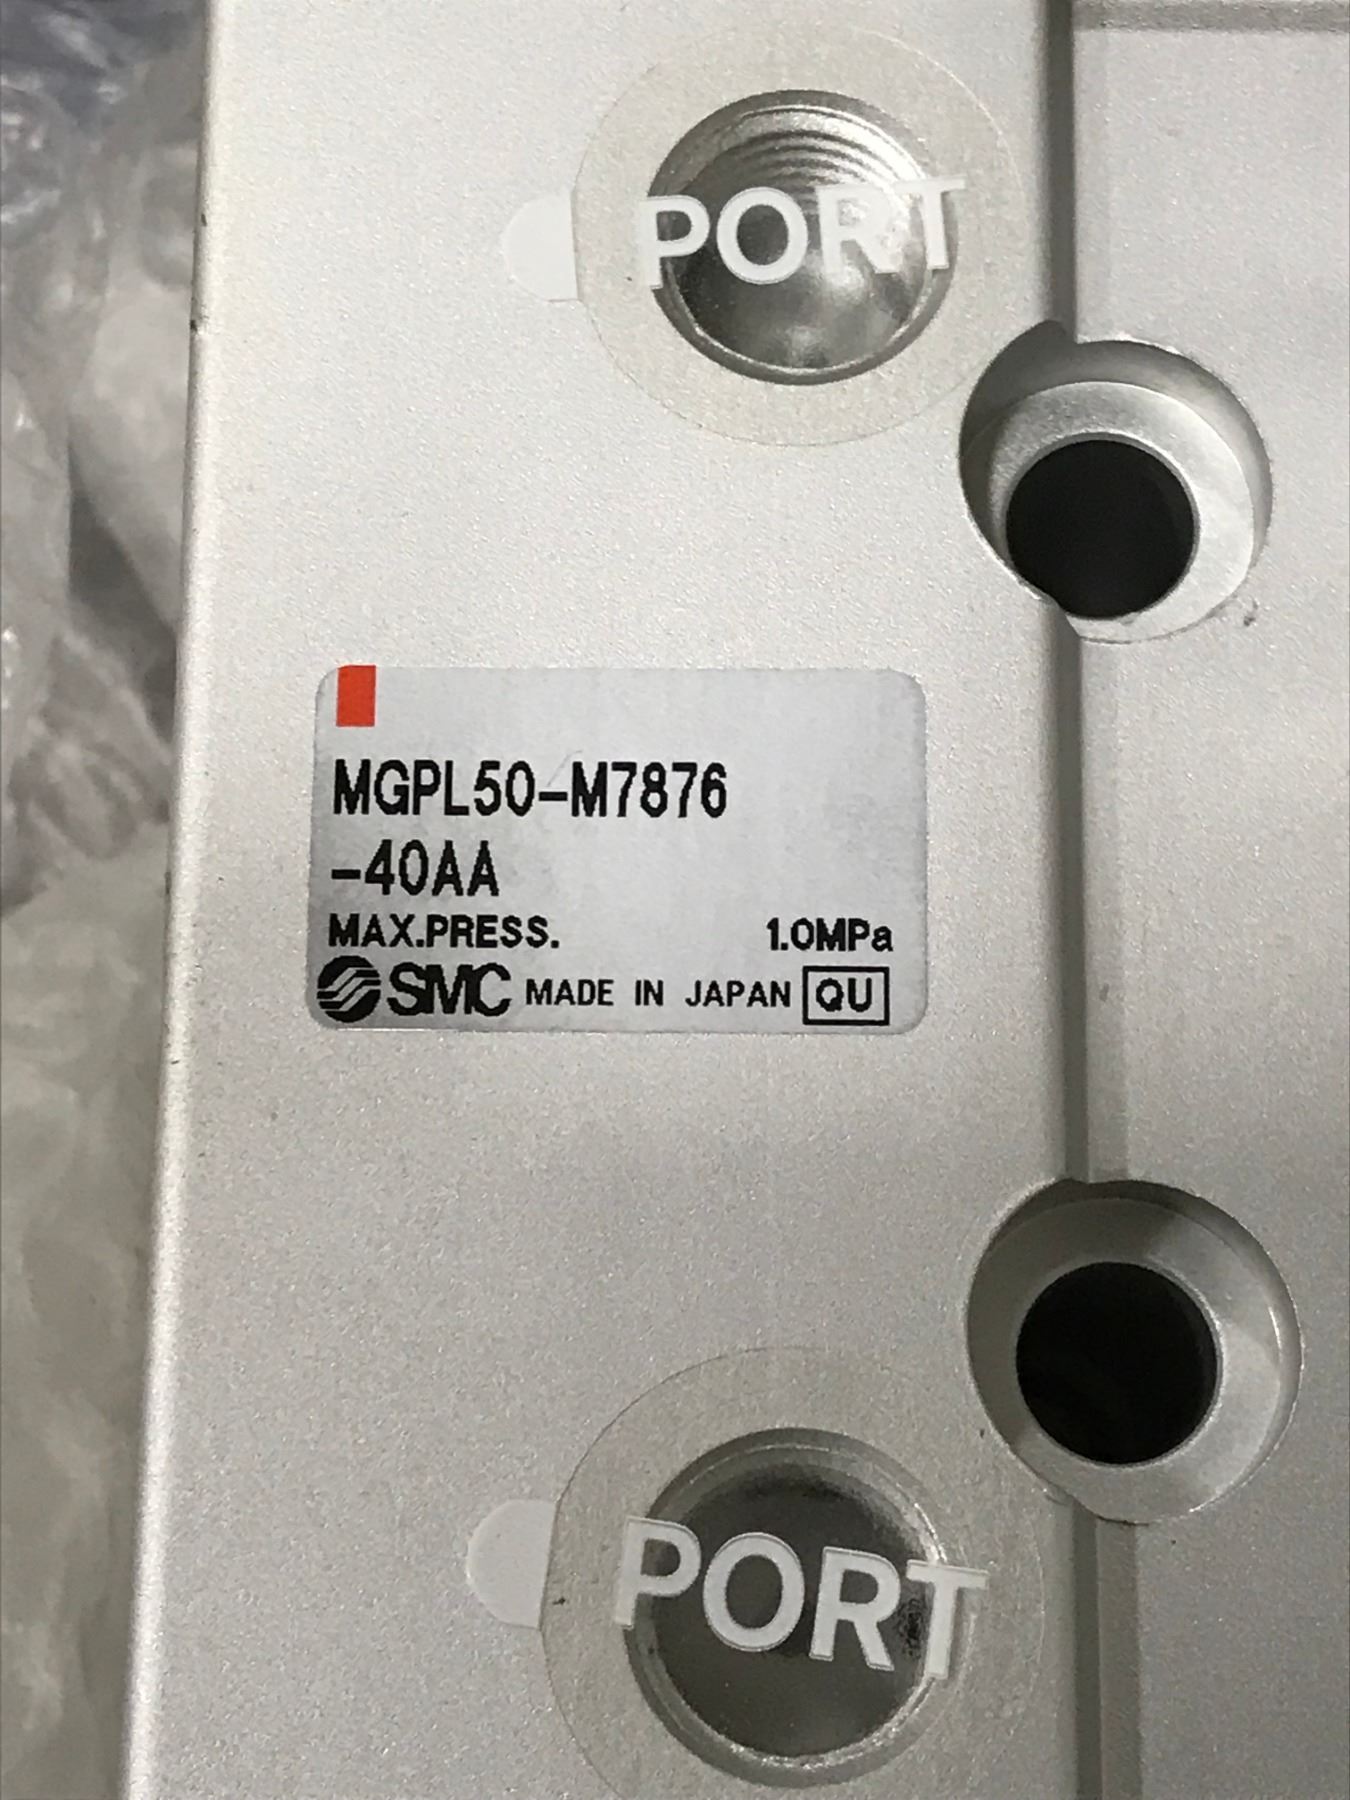 PORT
MGPL50-M7876
-40AA
MAX.PRESS. 1.0MPa
SMC MADE IN JAPAN QU
PORT